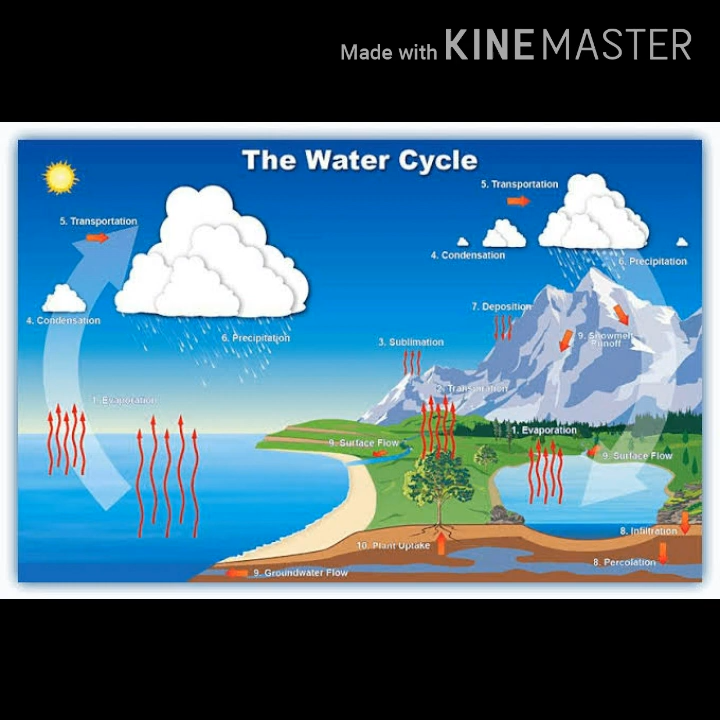 Made with KINEMASTER
The Water Cycle
5. Transportation
5. Transportation
4. Condensation
6. Precipitation
4. Condensation
7. Deposition
6. Precipitation
3. Sublimation
9. Snowmelt
Runoff
2. Transpiration
1. Evaporation
1. Evaporation
9. Surface Flow
9. Surface Flow
8. Infiltration
10. Plant Uptake
8. Percolation
9. Groundwater Flow